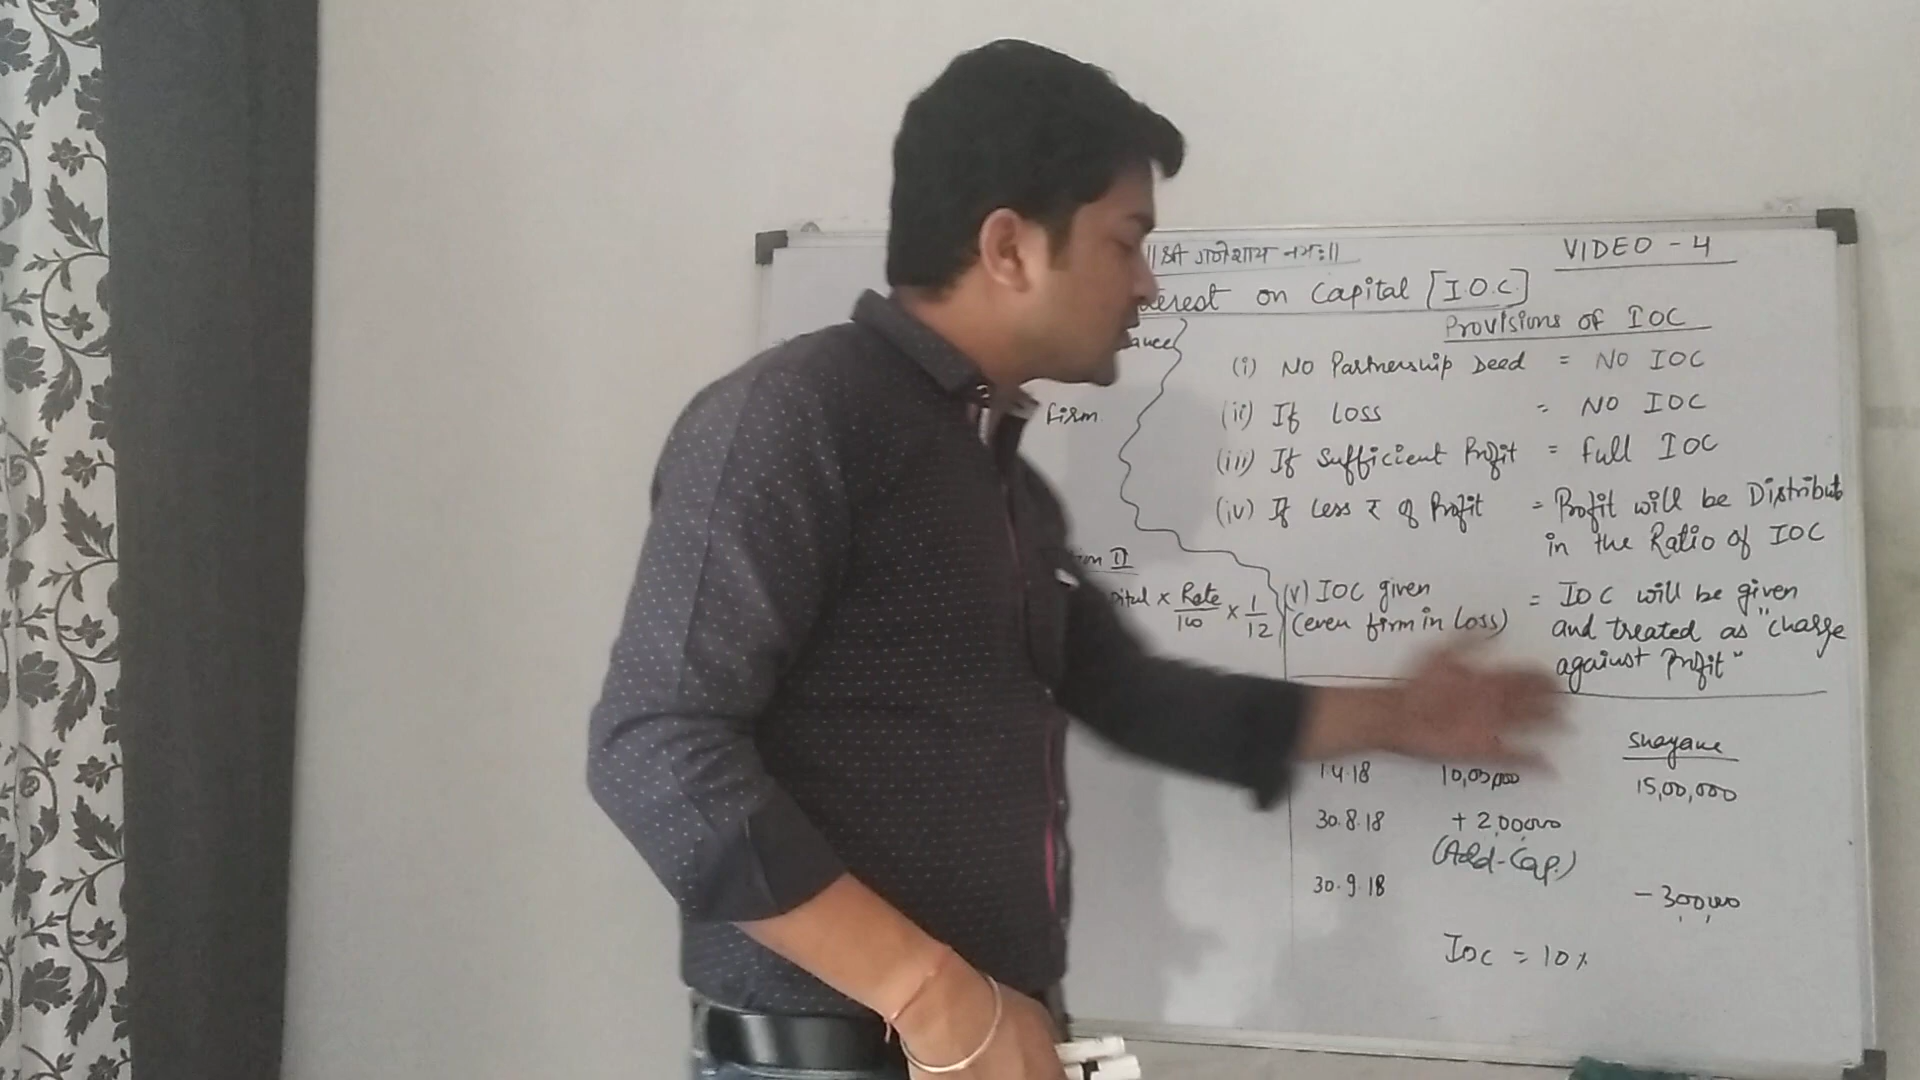 ॥ श्री गणेशाय नमः ॥
VIDEO - 4
on Capital [I.O.C.]
Provisions of IOC
(i) No Partnership Deed = No IOC
firm.
(ii) If Loss = No IOC
(iii) If Sufficient Profit = full IOC
(iv) If Less ₹ of Profit = Profit will be Distribut
in the Ratio of IOC
II
× Rate/100 × 1/12
(v) IOC given = IOC will be given
(even firm in Loss) and treated as "charge
against Profit"
1.4.18 10,00,000 15,00,000
30.8.18 + 2,00,000
(Add-Cap.)
30.9.18 - 3,00,000
IOC = 10%